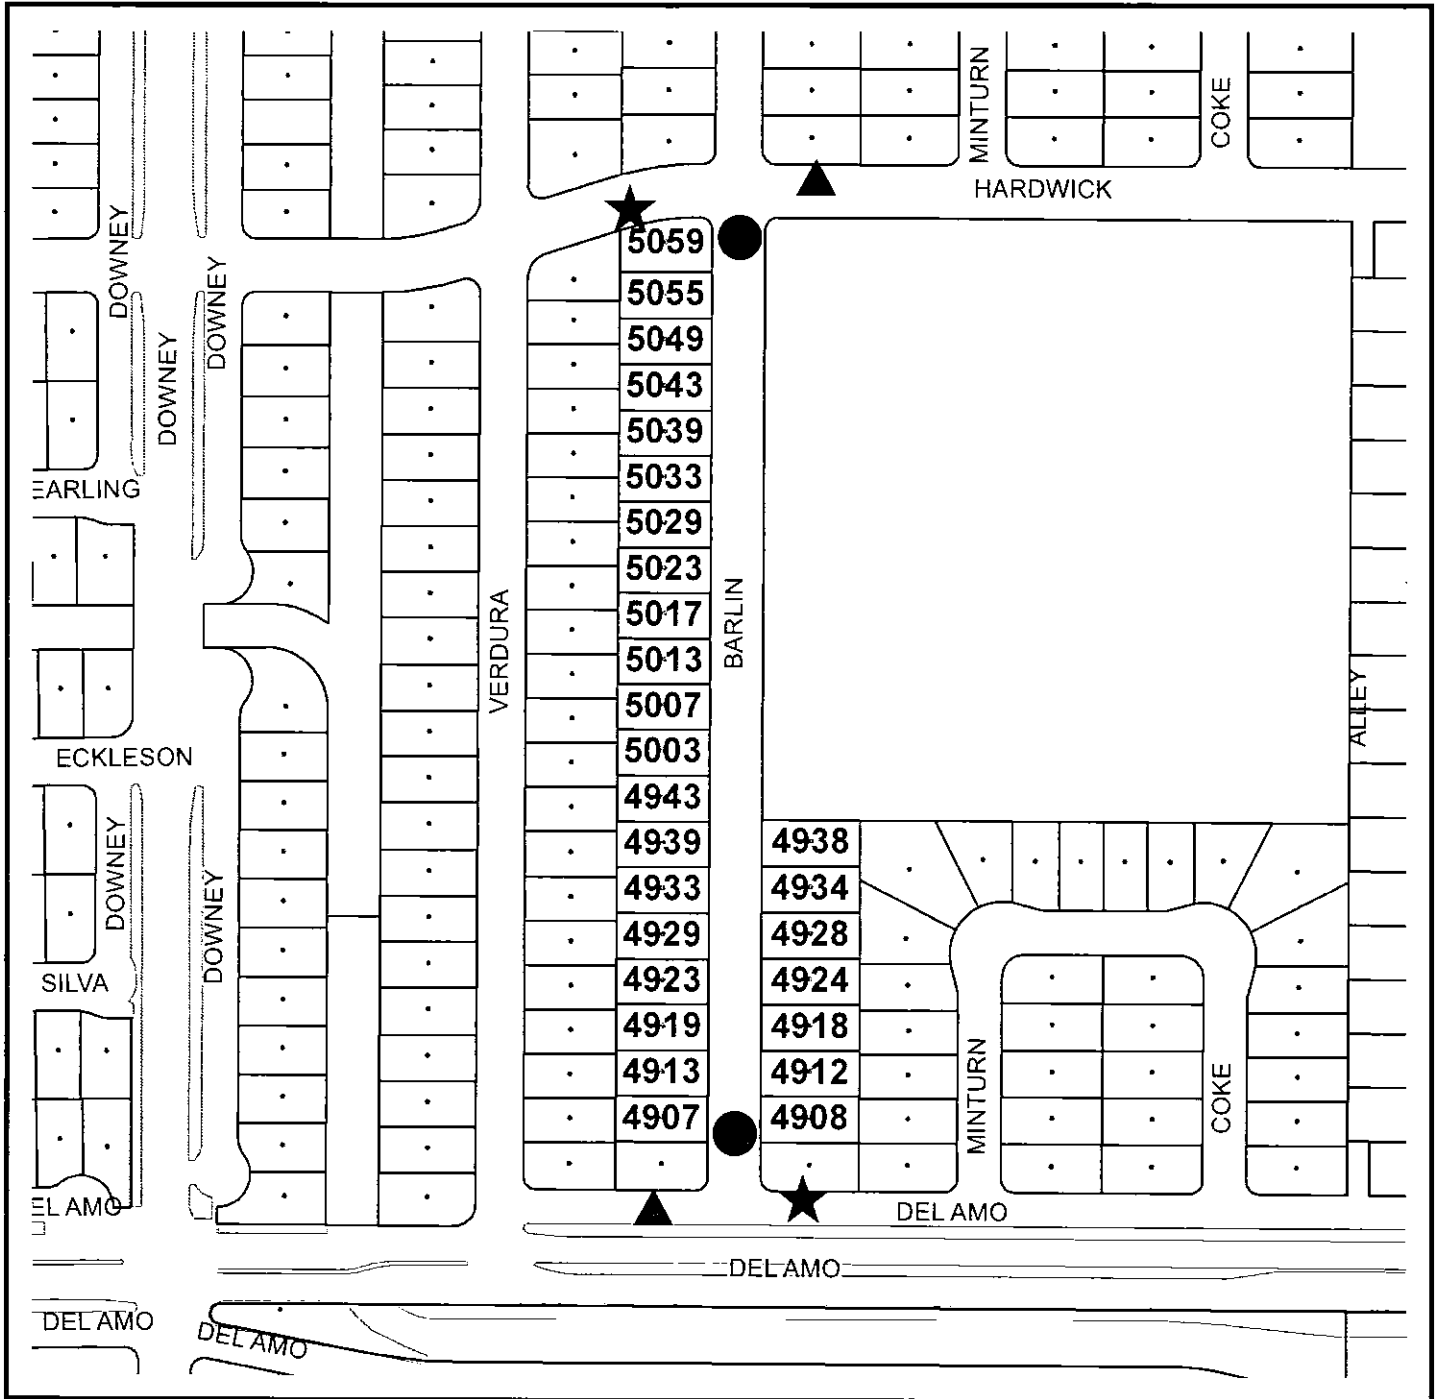 MINTURN
COKE
HARDWICK
DOWNEY
DOWNEY
DOWNEY
5059
5055
5049
5043
5039
5033
5029
5023
5017
5013
5007
5003
4943
4939
4933
4929
4923
4919
4913
4907
EARLING
VERDURA
BARLIN
ALLEY
ECKLESON
DOWNEY
DOWNEY
4938
4934
4928
4924
4918
4912
4908
SILVA
MINTURN
COKE
EL AMO
DEL AMO
DEL AMO
DEL AMO
DEL AMO